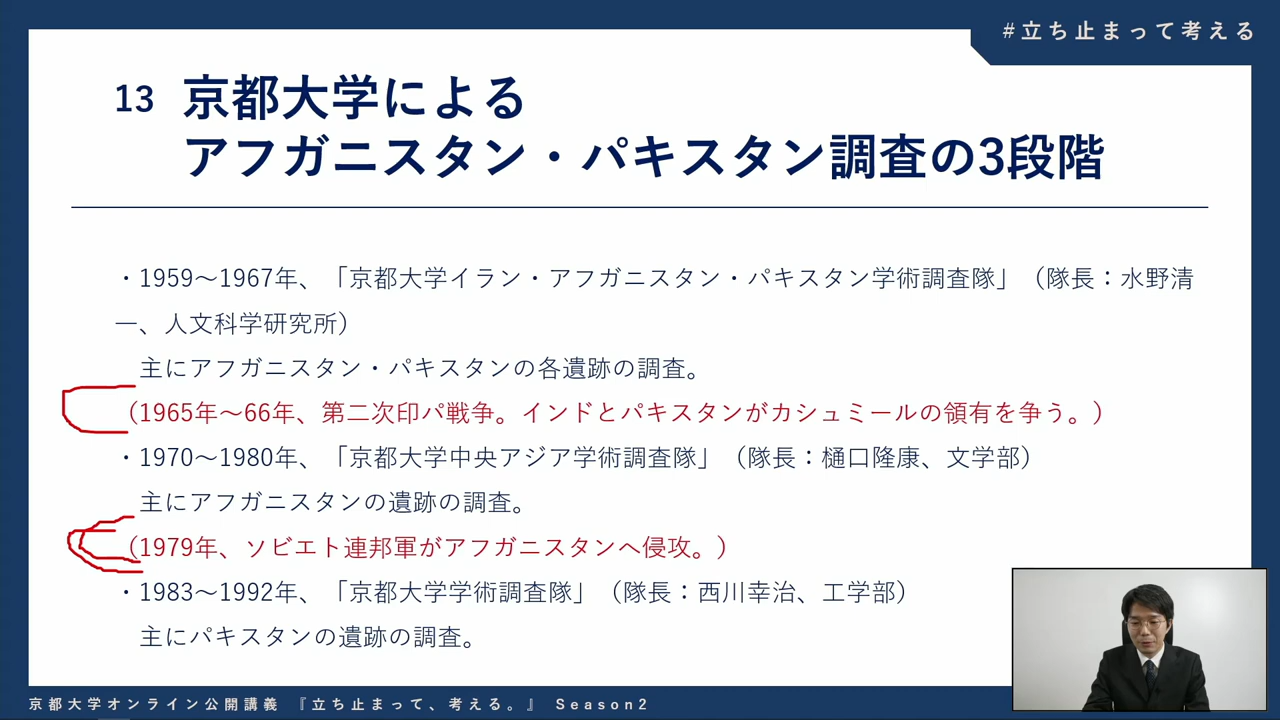 #立ち止まって考える
13 京都大学による
アフガニスタン・パキスタン調査の3段階
・1959～1967年、「京都大学イラン・アフガニスタン・パキスタン学術調査隊」（隊長：水野清
一、人文科学研究所）
主にアフガニスタン・パキスタンの各遺跡の調査。
（1965年～66年、第二次印パ戦争。インドとパキスタンがカシュミールの領有を争う。）
・1970～1980年、「京都大学中央アジア学術調査隊」（隊長：樋口隆康、文学部）
主にアフガニスタンの遺跡の調査。
（1979年、ソビエト連邦軍がアフガニスタンへ侵攻。）
・1983～1992年、「京都大学学術調査隊」（隊長：西川幸治、工学部）
主にパキスタンの遺跡の調査。
京都大学オンライン公開講義 『立ち止まって、考える。』 Season2